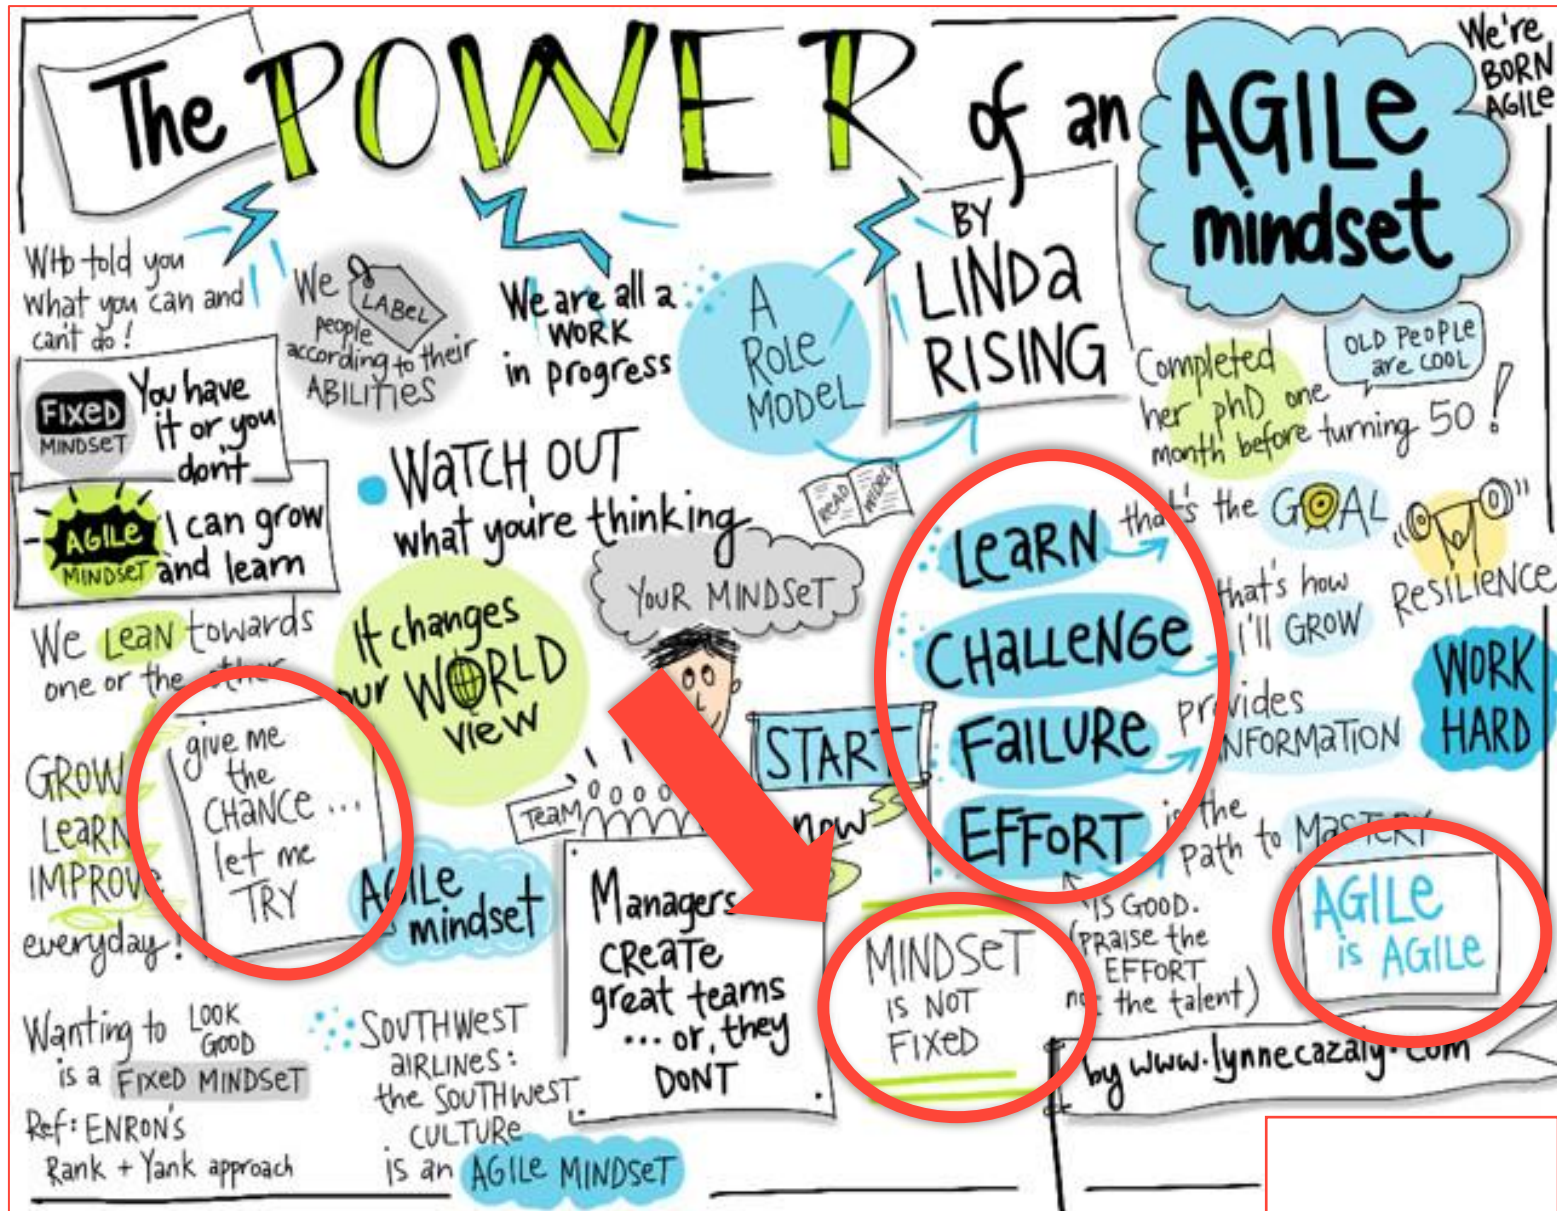 The POWER of an AGILE
mindset
We're
BORN
AGILE
BY
LINDa
RISING
WHo told you
what you can and
can't do!
We LABEL
people
according to their
ABILITIES
We are all a
WORK
in progress
A
ROLE
MODEL
OLD PEOPLE
are COOL
Completed
her phD one
month before turning 50!
FIXED
MINDSET
You have
it or you
don't
AGILE
MINDSET
I can grow
and learn
WATCH OUT
what you're thinking
READ WIDELY
YOUR MINDSET
LEARN that's the GOAL
CHALLENGE that's how
I'll GROW
FAILURE provides
INFORMATION
EFFORT is the
path to MASTERY
RESILIENCE
WORK
HARD
We LEAN towards
one or the other
It changes
our WORLD
view
GROW
LEARN
IMPROVE
everyday!
give me
the
CHANCE ...
let me
TRY
AGILE
mindset
START
now
TEAM
Managers
CREATE
great teams
... or, they
DONT
MINDSET
IS NOT
FIXED
IS GOOD.
(PRAISE the
EFFORT
not the talent)
AGILE
is AGILE
Wanting to LOOK
GOOD
is a FIXED MINDSET
Ref: ENRON'S
Rank + Yank approach
SOUTHWEST
AIRLINES:
the SOUTHWEST
CULTURE
is an AGILE MINDSET
by www.lynnecazaly.com